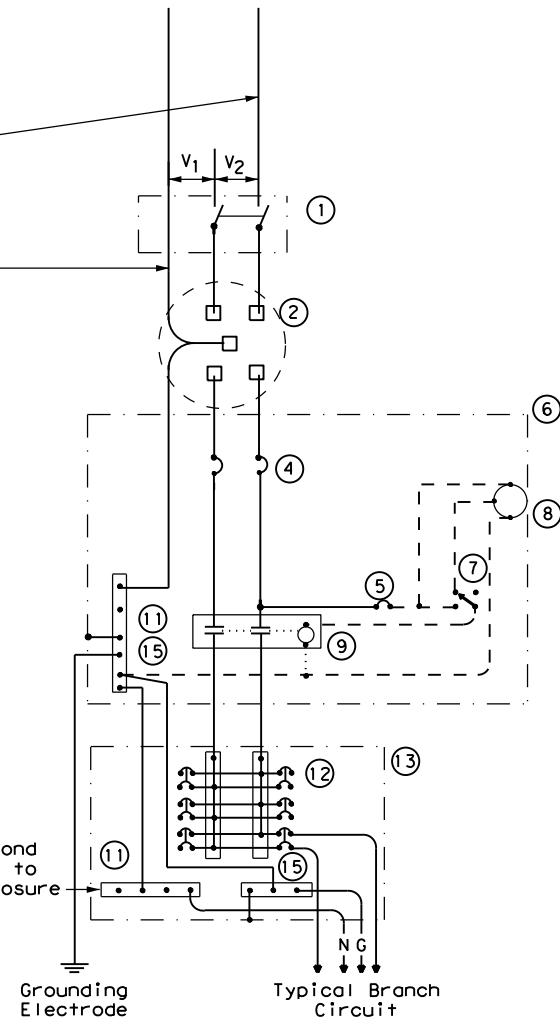 V1 V2
1
2
6
4
8
5
7
11
15
9
13
12
11
15
ond
to
osure
N G
Grounding
Electrode
Typical Branch
Circuit